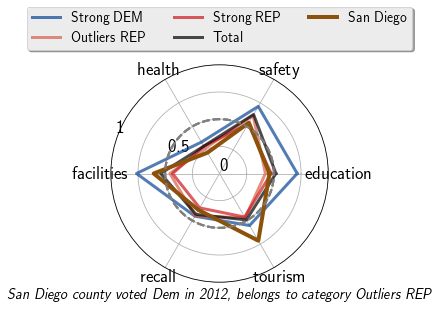 Strong DEM Strong REP San Diego
Outliers REP Total
health safety
1
0.5
0
facilities education
recall tourism
San Diego county voted Dem in 2012, belongs to category Outliers REP